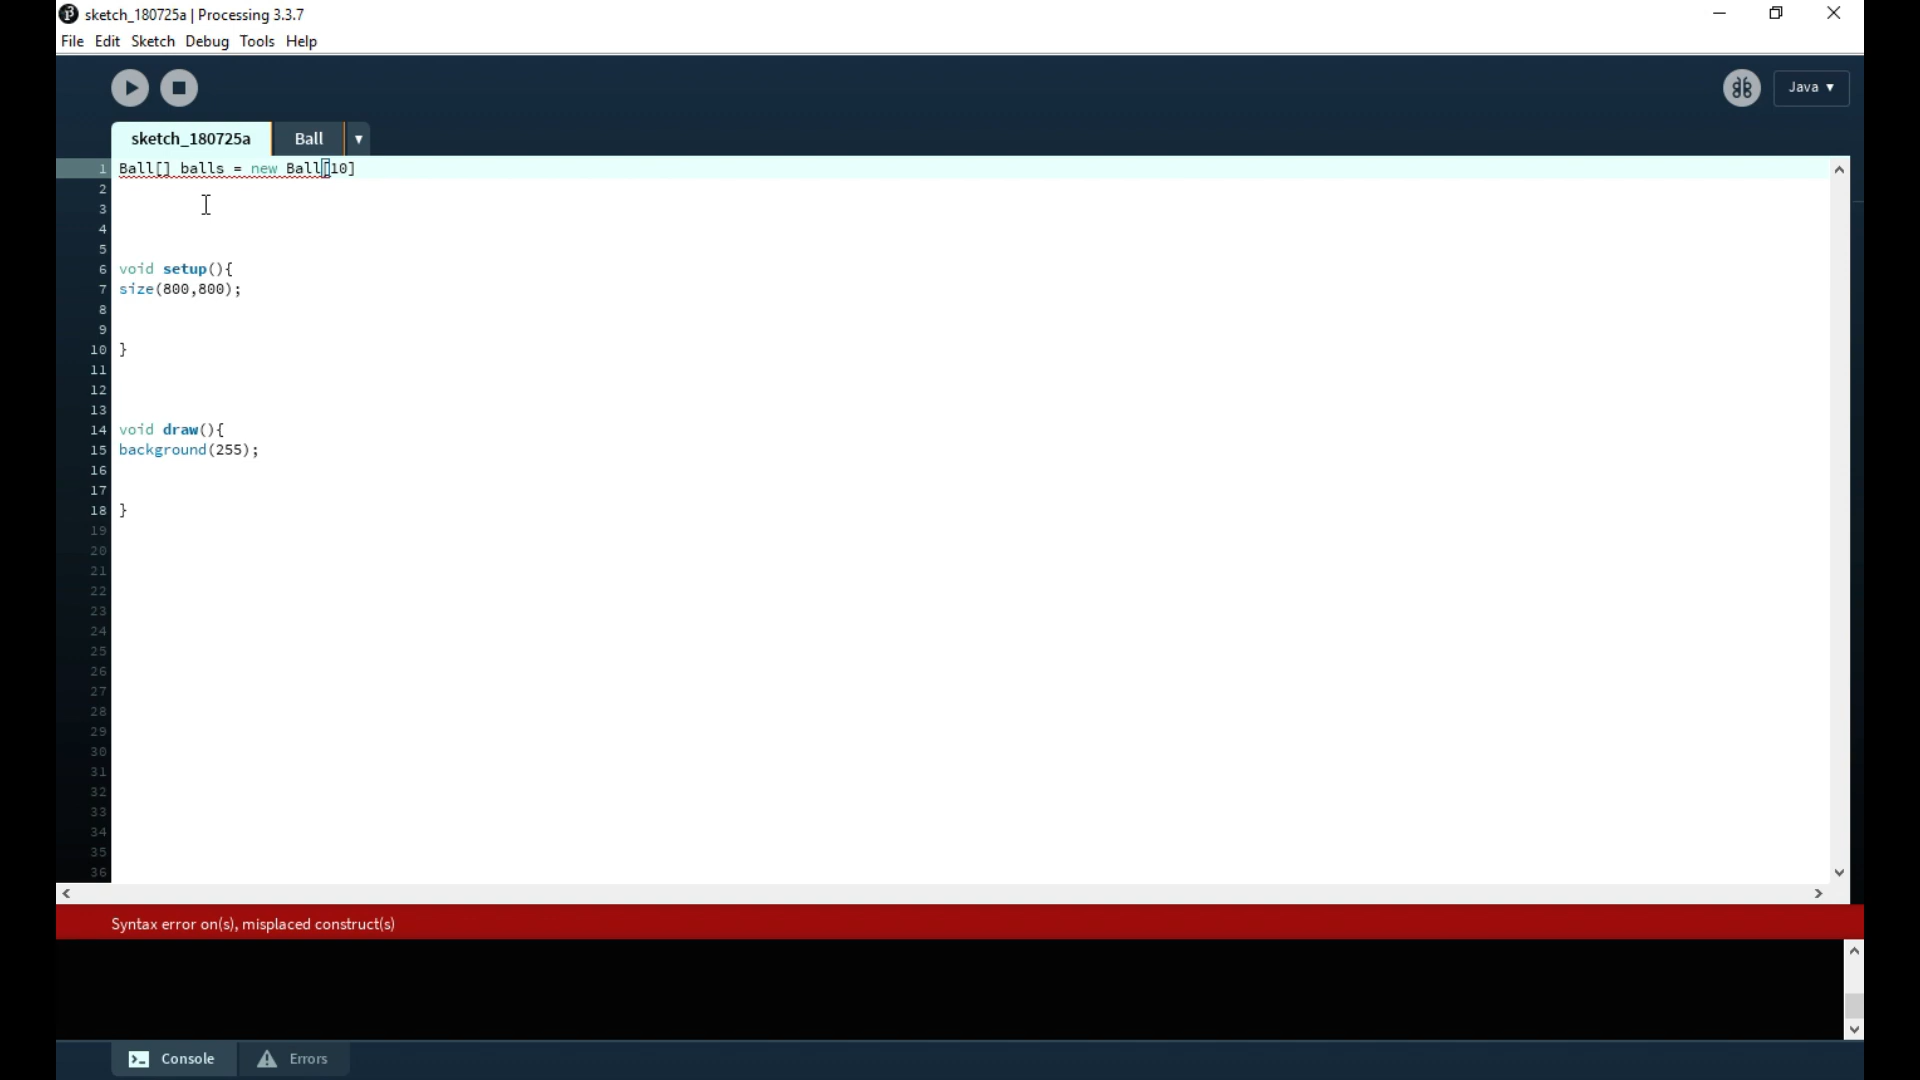 sketch_180725a | Processing 3.3.7
File Edit Sketch Debug Tools Help
Java ▾
sketch_180725a Ball ▾
1 Ball[] balls = new Ball[10]
2
3
4
5
6 void setup(){
7 size(800,800);
8
9
10 }
11
12
13
14 void draw(){
15 background(255);
16
17
18 }
19
20
21
22
23
24
25
26
27
28
29
30
31
32
33
34
35
36
Syntax error on(s), misplaced construct(s)
Console Errors